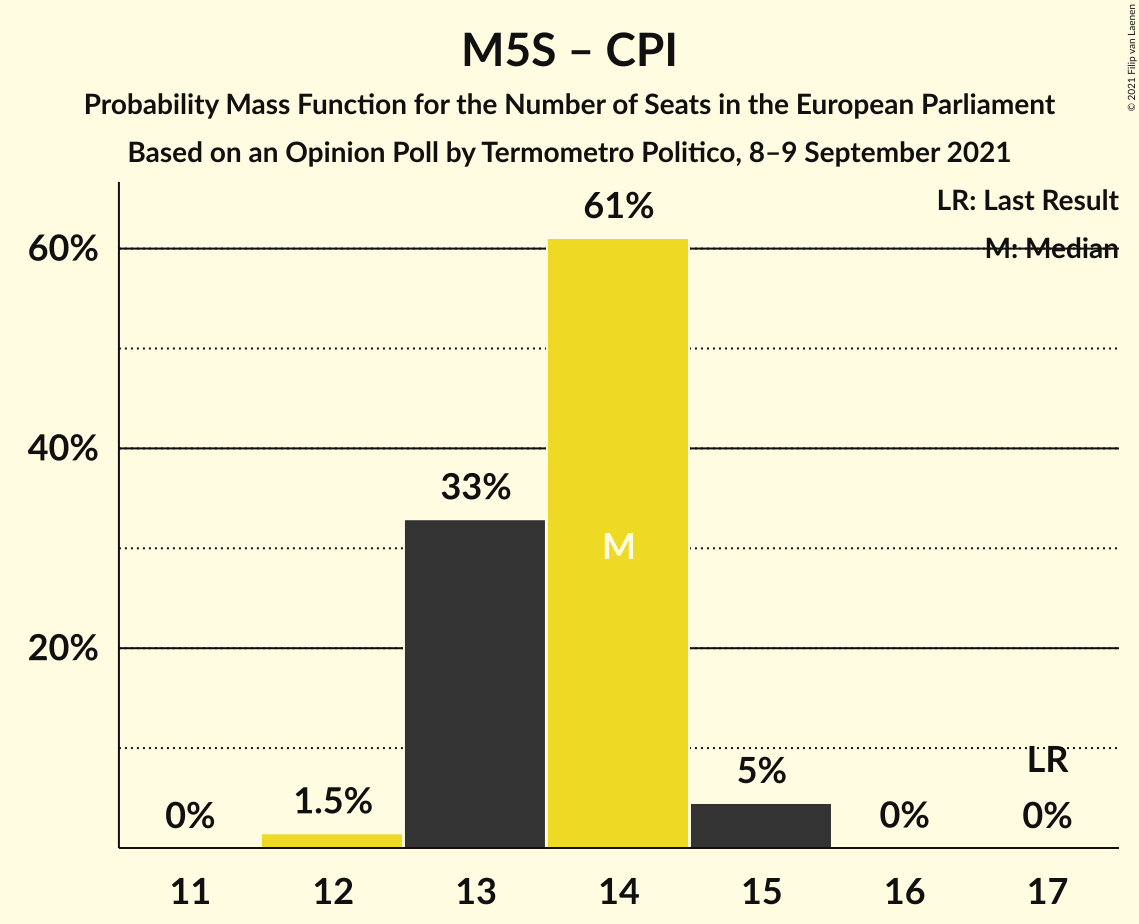 M5S – CPI
Probability Mass Function for the Number of Seats in the European Parliament
Based on an Opinion Poll by Termometro Politico, 8–9 September 2021
© 2021 Filip van Laenen
LR: Last Result
M: Median
60%
40%
20%
0%
1.5%
33%
61%
M
5%
0%
LR
0%
11 12 13 14 15 16 17